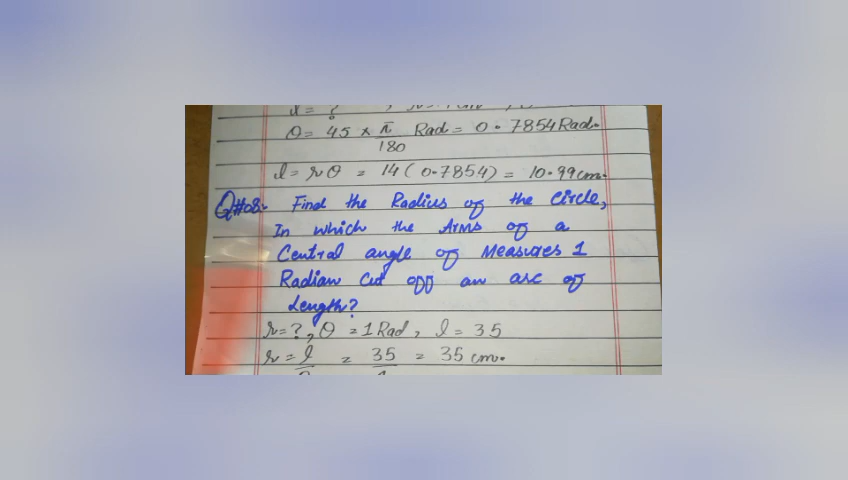 l = ?
θ = 45 × π/180 Rad = 0.7854 Rad.
l = rθ = 14(0.7854) = 10.99 cm.
Q#08:- Find the Radius of the circle,
In which the Arms of a
Central angle of Measures 1
Radian cut off an arc of
Length?
r = ?, θ = 1 Rad, l = 35
r = l = 35 = 35 cm.